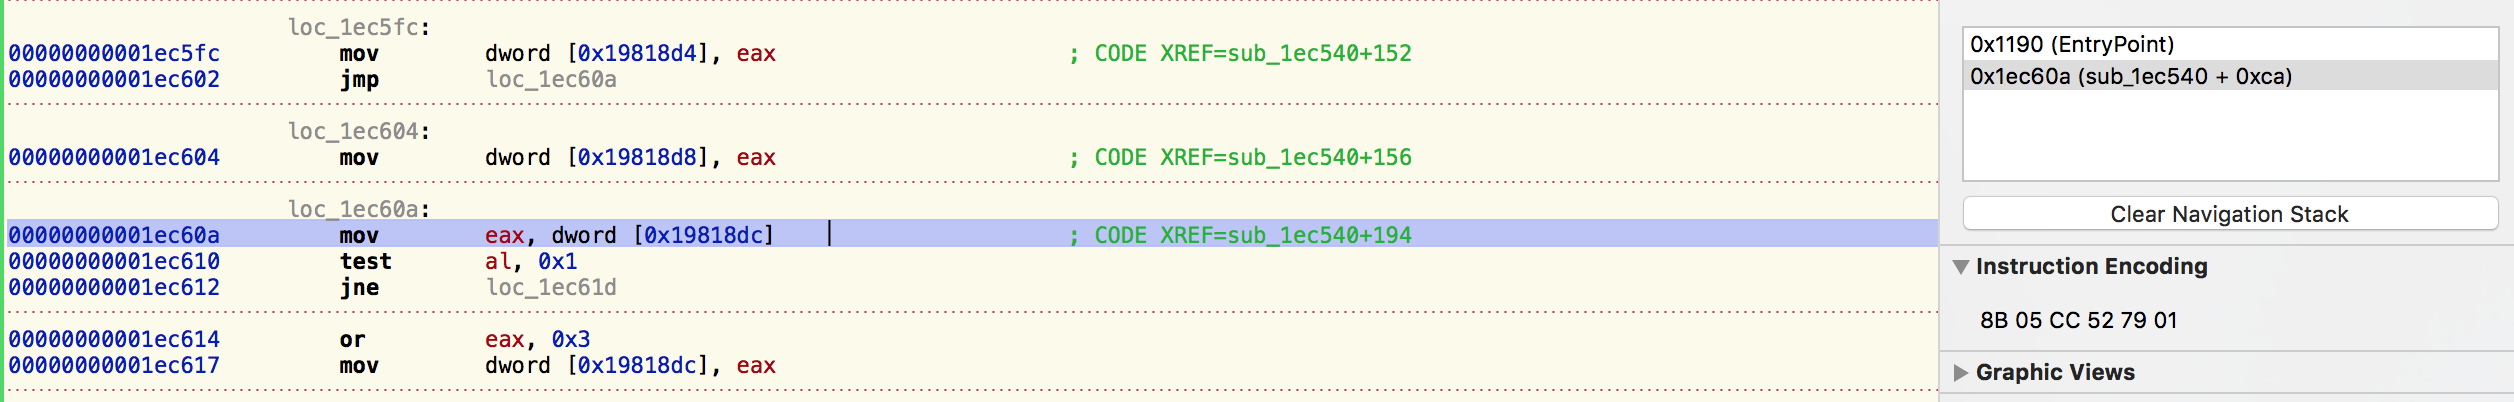 loc_1ec5fc:
00000000001ec5fc mov dword [0x19818d4], eax ; CODE XREF=sub_1ec540+152
00000000001ec602 jmp loc_1ec60a
loc_1ec604:
00000000001ec604 mov dword [0x19818d8], eax ; CODE XREF=sub_1ec540+156
loc_1ec60a:
00000000001ec60a mov eax, dword [0x19818dc] ; CODE XREF=sub_1ec540+194
00000000001ec610 test al, 0x1
00000000001ec612 jne loc_1ec61d
00000000001ec614 or eax, 0x3
00000000001ec617 mov dword [0x19818dc], eax
0x1190 (EntryPoint)
0x1ec60a (sub_1ec540 + 0xca)
Clear Navigation Stack
Instruction Encoding
8B 05 CC 52 79 01
Graphic Views